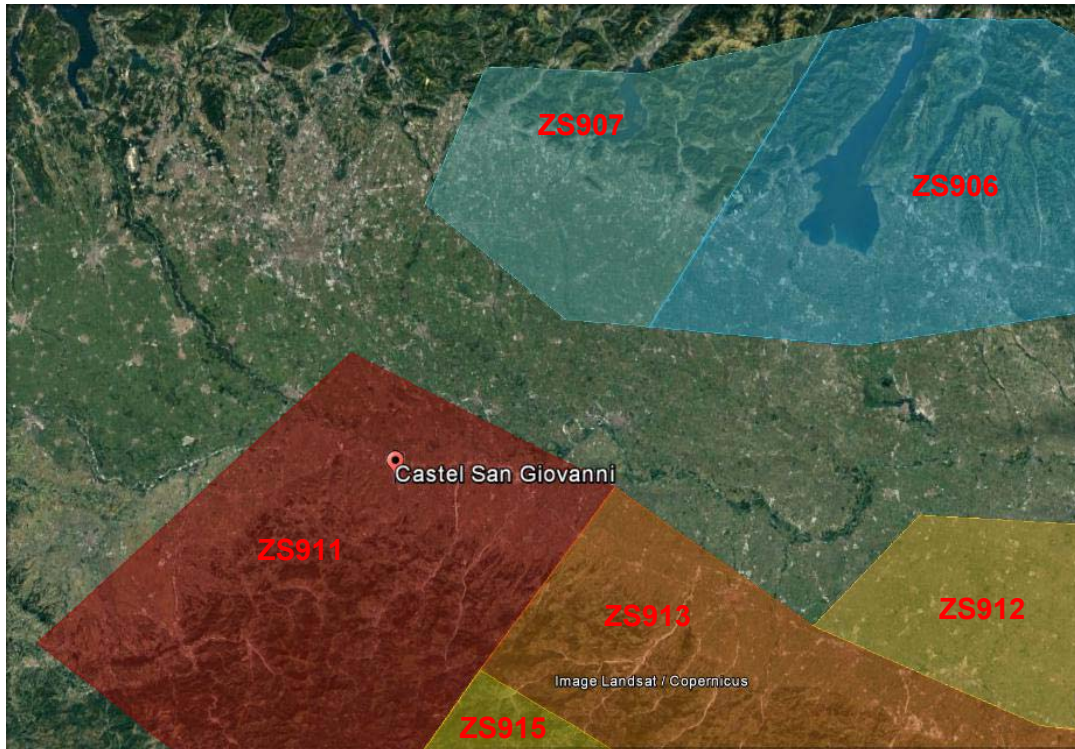 ZS907
ZS906
Castel San Giovanni
ZS911
ZS913
ZS912
Image Landsat / Copernicus
ZS915